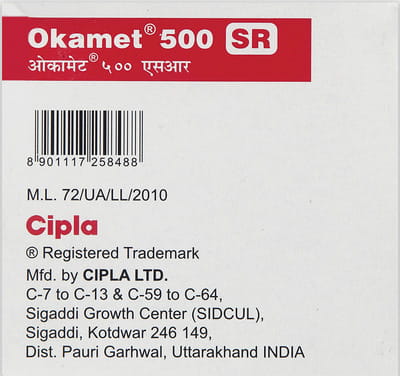 Okamet® 500 SR
ओकामेट® ५०० एसआर
8 901117 258488
M.L. 72/UA/LL/2010
Cipla
® Registered Trademark
Mfd. by CIPLA LTD.
C-7 to C-13 & C-59 to C-64,
Sigaddi Growth Center (SIDCUL),
Sigaddi, Kotdwar 246 149,
Dist. Pauri Garhwal, Uttarakhand INDIA